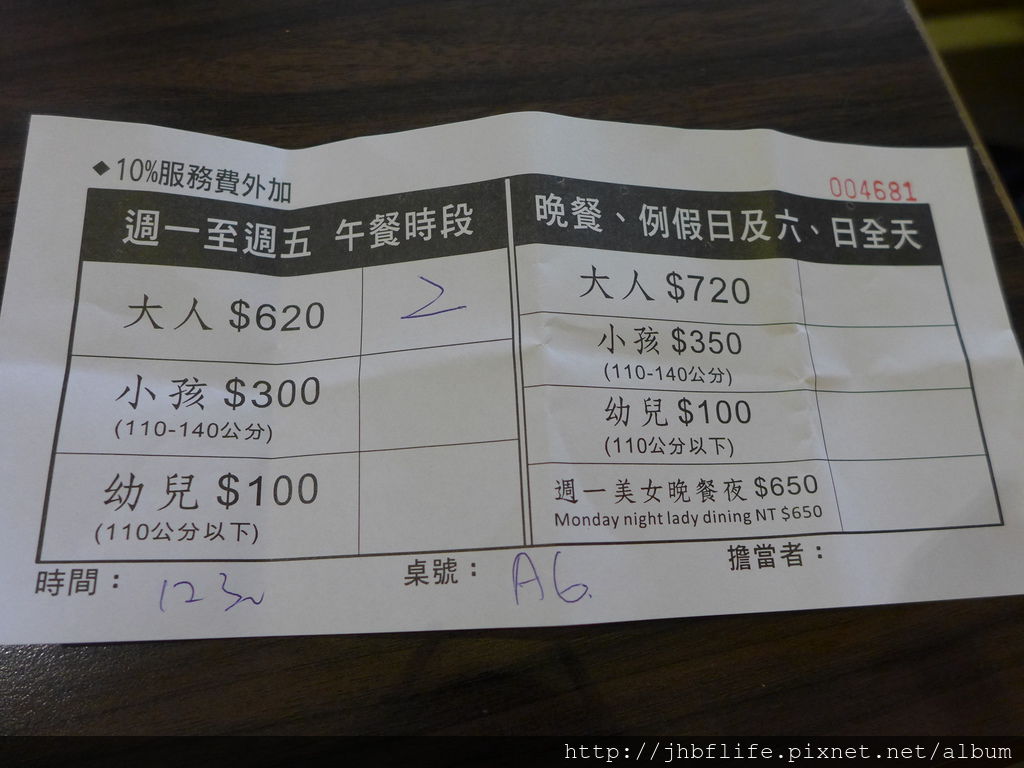 ◆10%服務費外加
004681
週一至週五 午餐時段
大人 $620
2
小孩 $300
(110-140公分)
幼兒 $100
(110公分以下)
晚餐、例假日及六、日全天
大人 $720
小孩 $350
(110-140公分)
幼兒 $100
(110公分以下)
週一美女晚餐夜 $650
Monday night lady dining NT $650
時間： 1230
桌號： A6.
擔當者：
http://jhbflife.pixnet.net/album